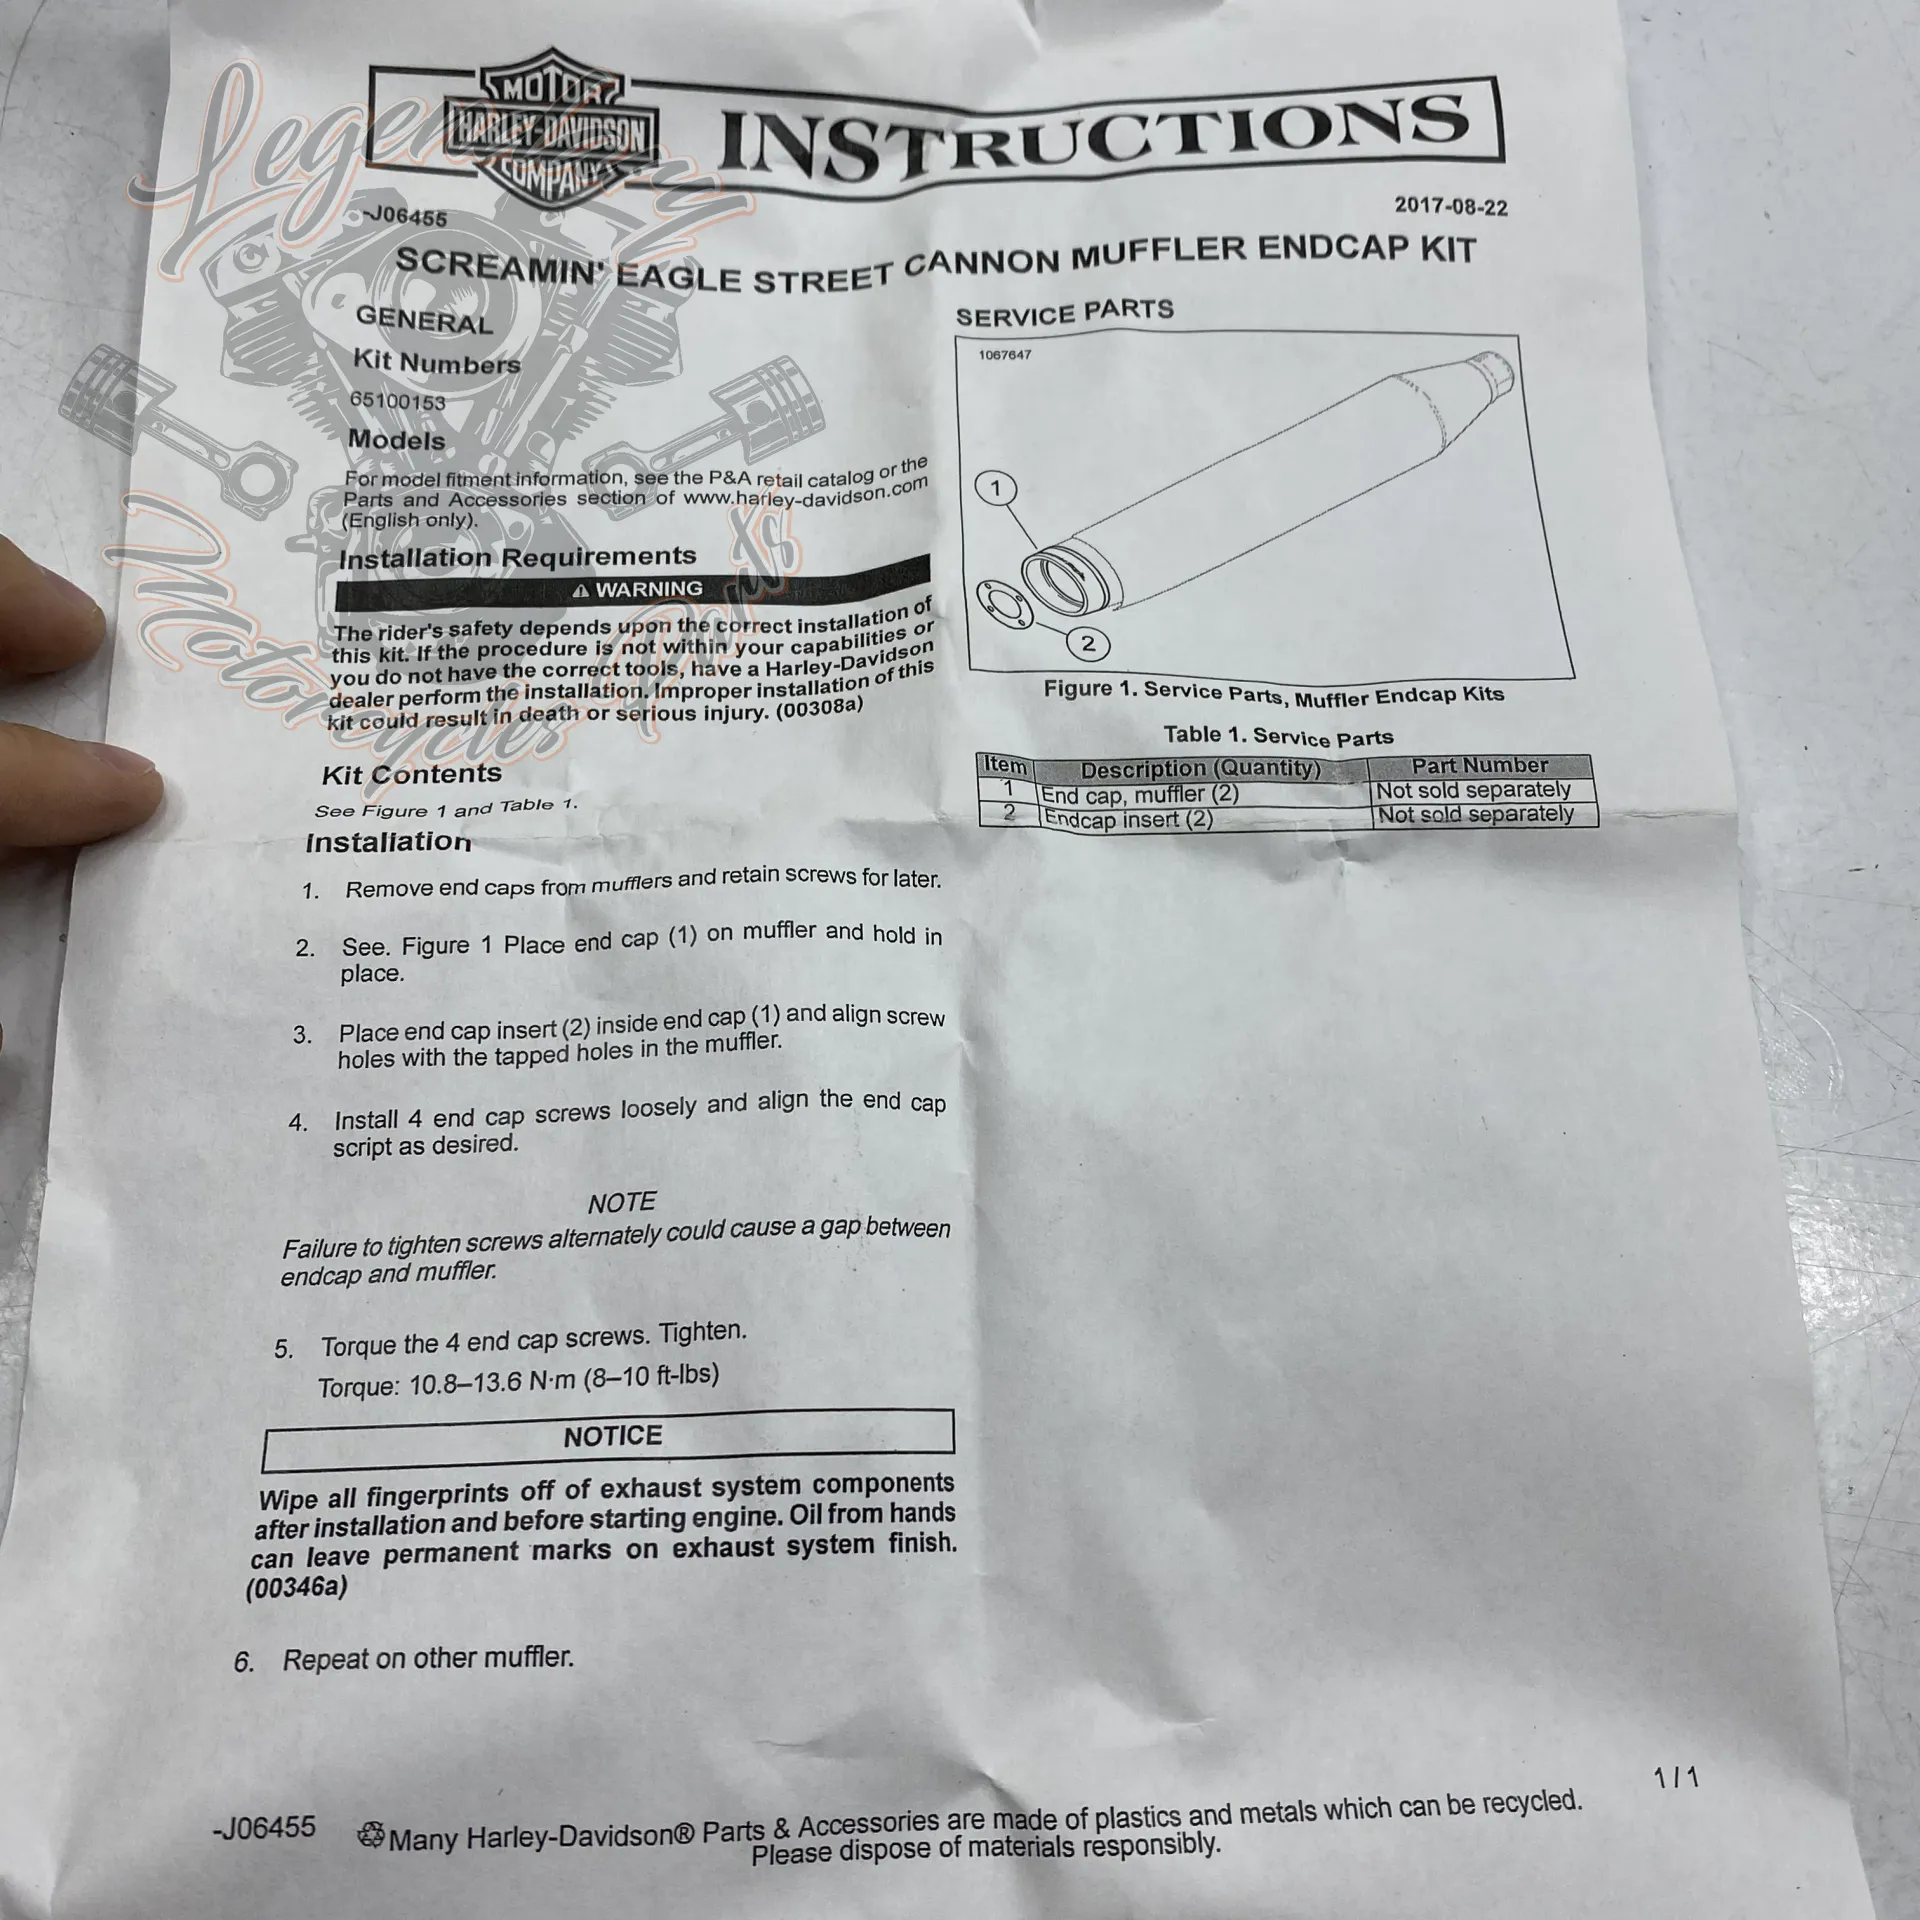 MOTOR
HARLEY-DAVIDSON
COMPANY
INSTRUCTIONS
-J06455
2017-08-22
SCREAMIN' EAGLE STREET CANNON MUFFLER ENDCAP KIT
GENERAL
Kit Numbers
65100153
Models
For model fitment information, see the P&A retail catalog or the
Parts and Accessories section of www.harley-davidson.com
(English only).
Installation Requirements
⚠ WARNING
The rider's safety depends upon the correct installation of
this kit. If the procedure is not within your capabilities or
you do not have the correct tools, have a Harley-Davidson
dealer perform the installation. Improper installation of this
kit could result in death or serious injury. (00308a)
Kit Contents
See Figure 1 and Table 1.
Installation
1. Remove end caps from mufflers and retain screws for later.
2. See. Figure 1 Place end cap (1) on muffler and hold in
place.
3. Place end cap insert (2) inside end cap (1) and align screw
holes with the tapped holes in the muffler.
4. Install 4 end cap screws loosely and align the end cap
script as desired.
NOTE
Failure to tighten screws alternately could cause a gap between
endcap and muffler.
5. Torque the 4 end cap screws. Tighten.
Torque: 10.8–13.6 N·m (8–10 ft-lbs)
NOTICE
Wipe all fingerprints off of exhaust system components
after installation and before starting engine. Oil from hands
can leave permanent marks on exhaust system finish.
(00346a)
6. Repeat on other muffler.
SERVICE PARTS
1067647
1
2
Figure 1. Service Parts, Muffler Endcap Kits
Table 1. Service Parts
Item Description (Quantity) Part Number
1 End cap, muffler (2) Not sold separately
2 Endcap insert (2) Not sold separately
1 / 1
-J06455
Many Harley-Davidson® Parts & Accessories are made of plastics and metals which can be recycled.
Please dispose of materials responsibly.
Legendary
Motorcycles Parts